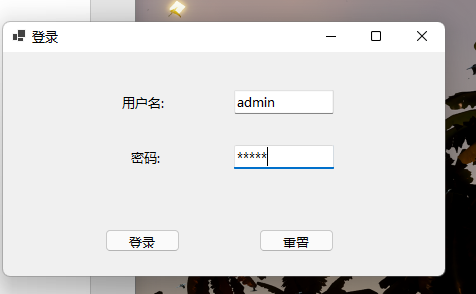 登录
用户名: admin
密码: *****
登录 重置